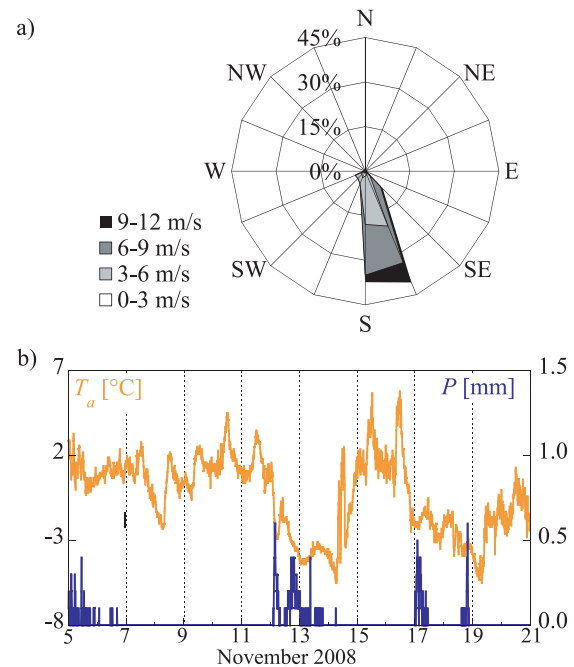 a)
N
45%
NW
NE
30%
15%
W
0%
E
9-12 m/s
6-9 m/s
3-6 m/s
0-3 m/s
SW
SE
S
b)
7
1.5
Ta [°C]
P [mm]
2
1.0
-3
0.5
-8
0.0
5 7 9 11 13 15 17 19 21
November 2008